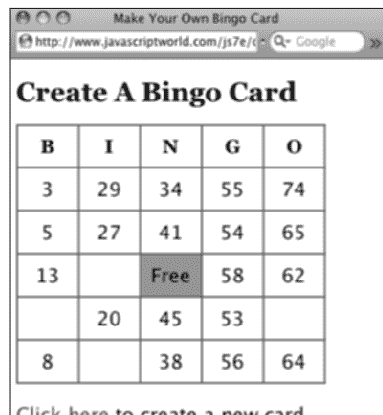 Make Your Own Bingo Card
http://www.javascriptworld.com/js7e/ Google »
Create A Bingo Card
B I N G O
3 29 34 55 74
5 27 41 54 65
13 Free 58 62
20 45 53
8 38 56 64
Click here to create a new card